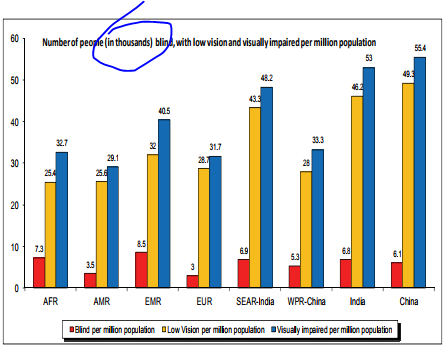 Number of people (in thousands) blind, with low vision and visually impaired per million population
60
50
40
30
20
10
0
7.3 25.4 32.7
3.5 25.6 29.1
8.5 32 40.5
3 28.7 31.7
6.9 43.3 48.2
5.3 28 33.3
6.8 46.2 53
6.1 49.3 55.4
AFR AMR EMR EUR SEAR-India WPR-China India China
Blind per million population Low Vision per million population Visually impaired per million population